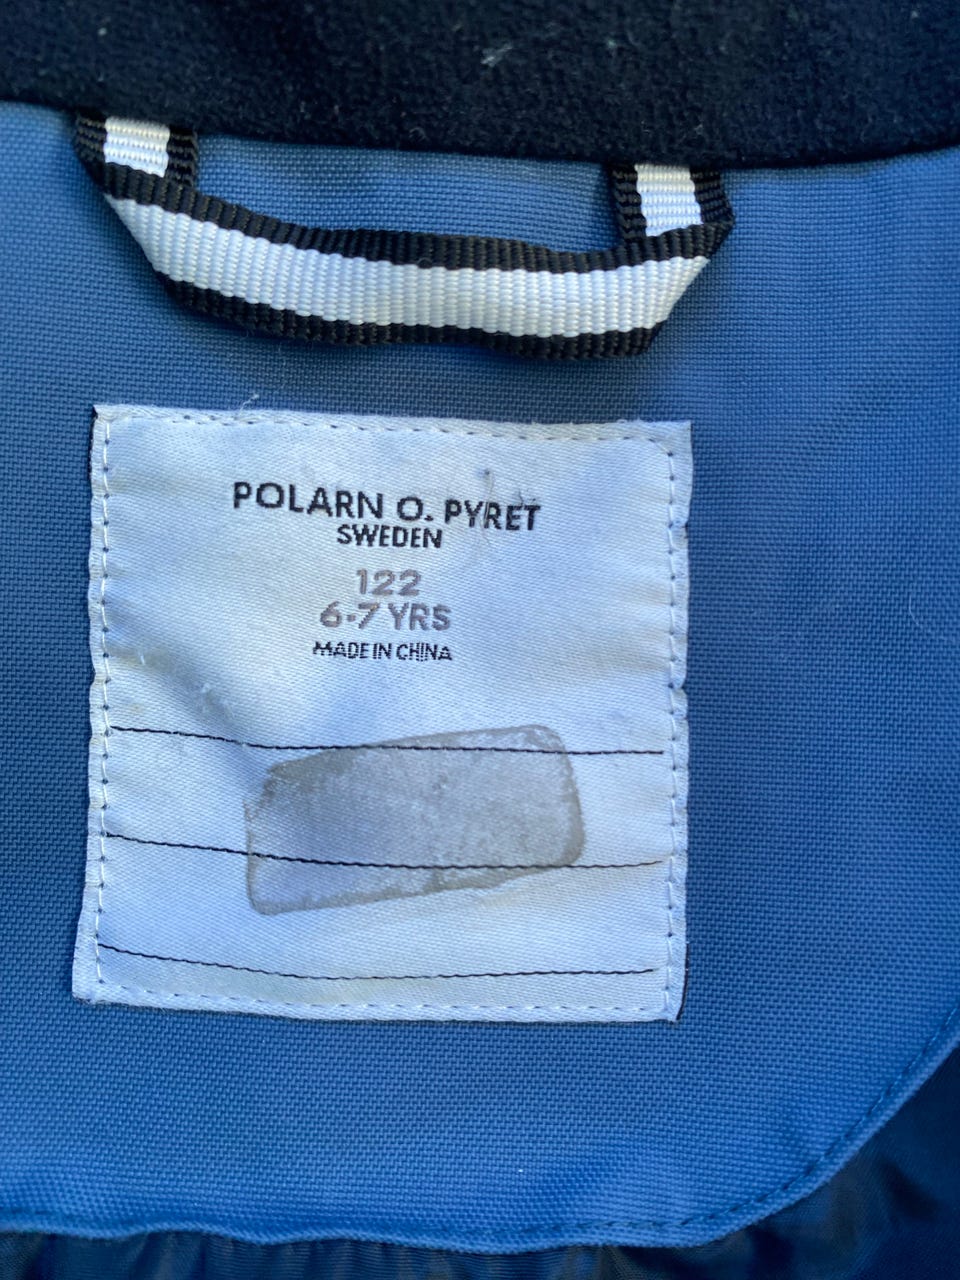 POLARN O. PYRET
SWEDEN
122
6-7 YRS
MADE IN CHINA